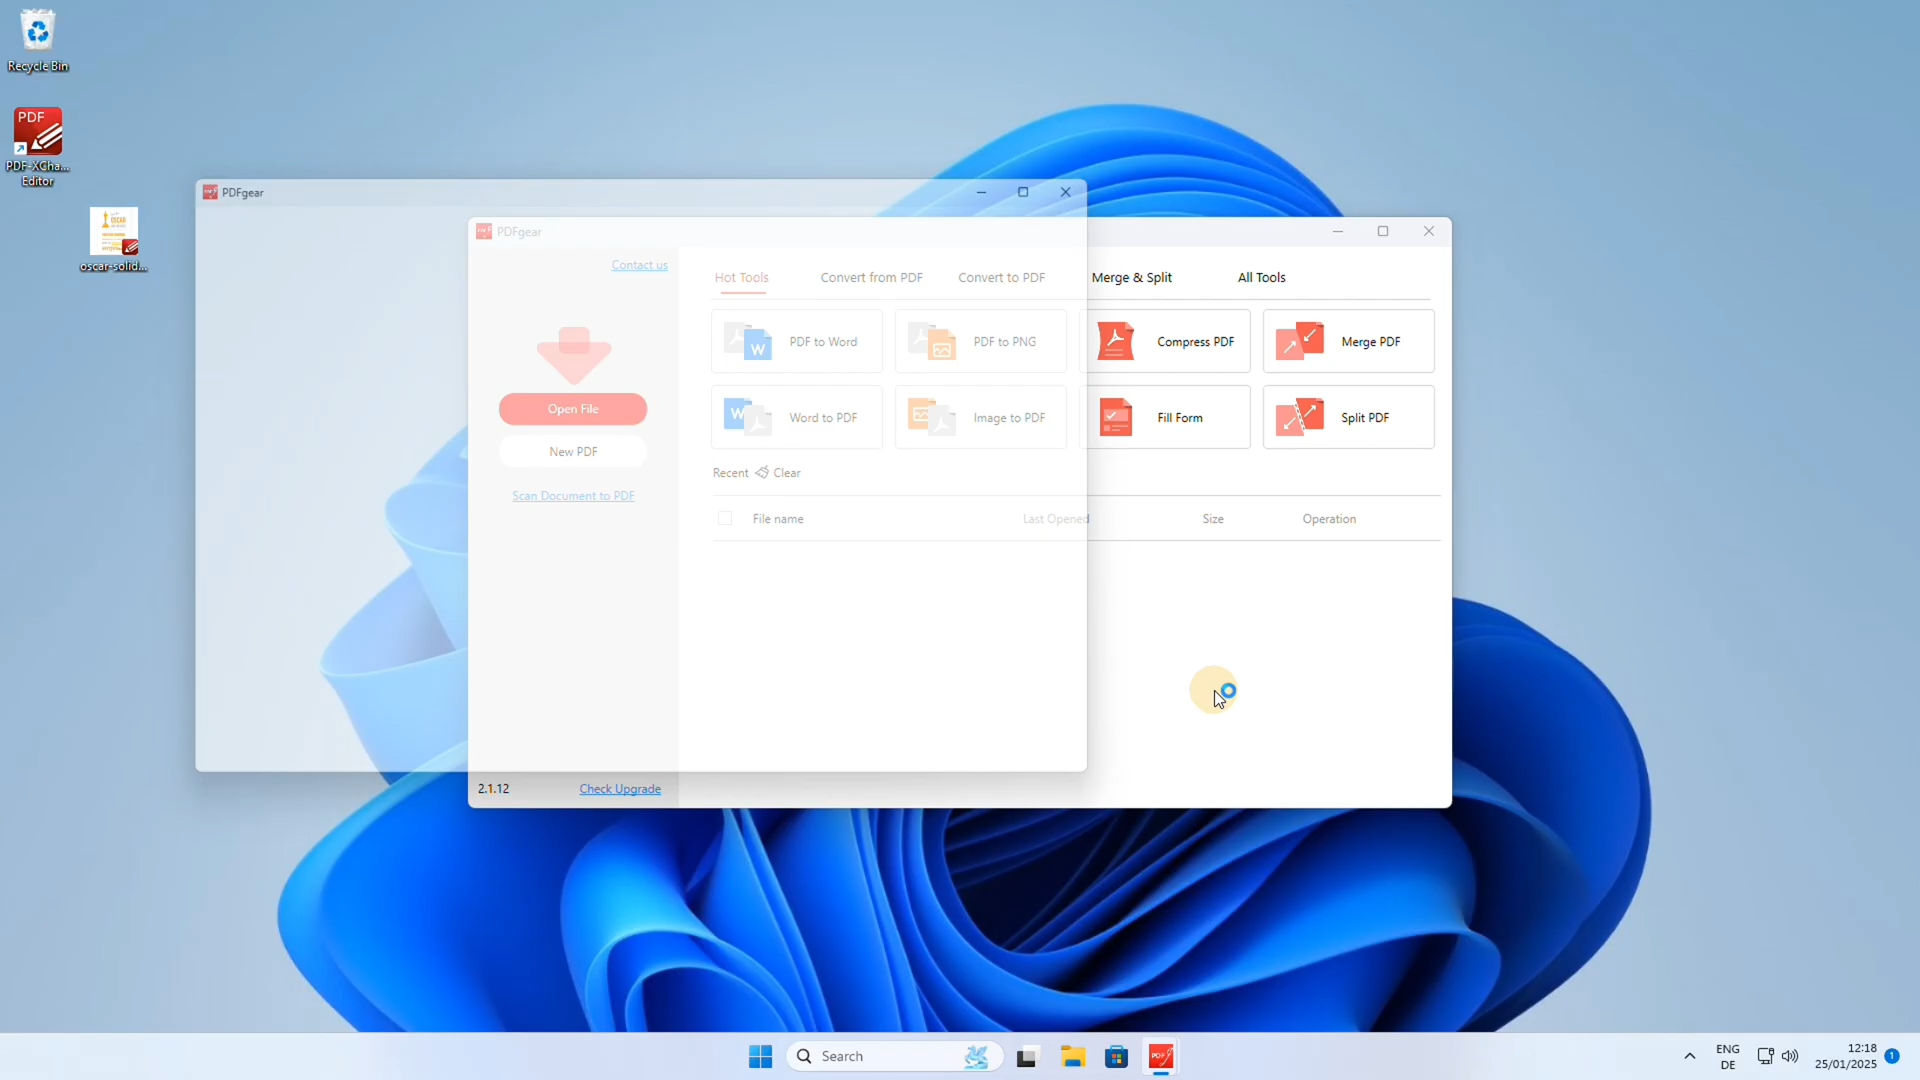 Recycle Bin
PDF
PDF-XCha...
Editor
OSCAR
oscar-solid...
PDFgear
PDFgear
Contact us
Hot Tools
Convert from PDF
Convert to PDF
Merge & Split
All Tools
W
PDF to Word
PDF to PNG
Compress PDF
Merge PDF
Open File
W
Word to PDF
Image to PDF
Fill Form
Split PDF
New PDF
Recent
Clear
Scan Document to PDF
File name
Last Opened
Size
Operation
2.1.12
Check Upgrade
Search
PDF
ENG
DE
12:18
25/01/2025
1